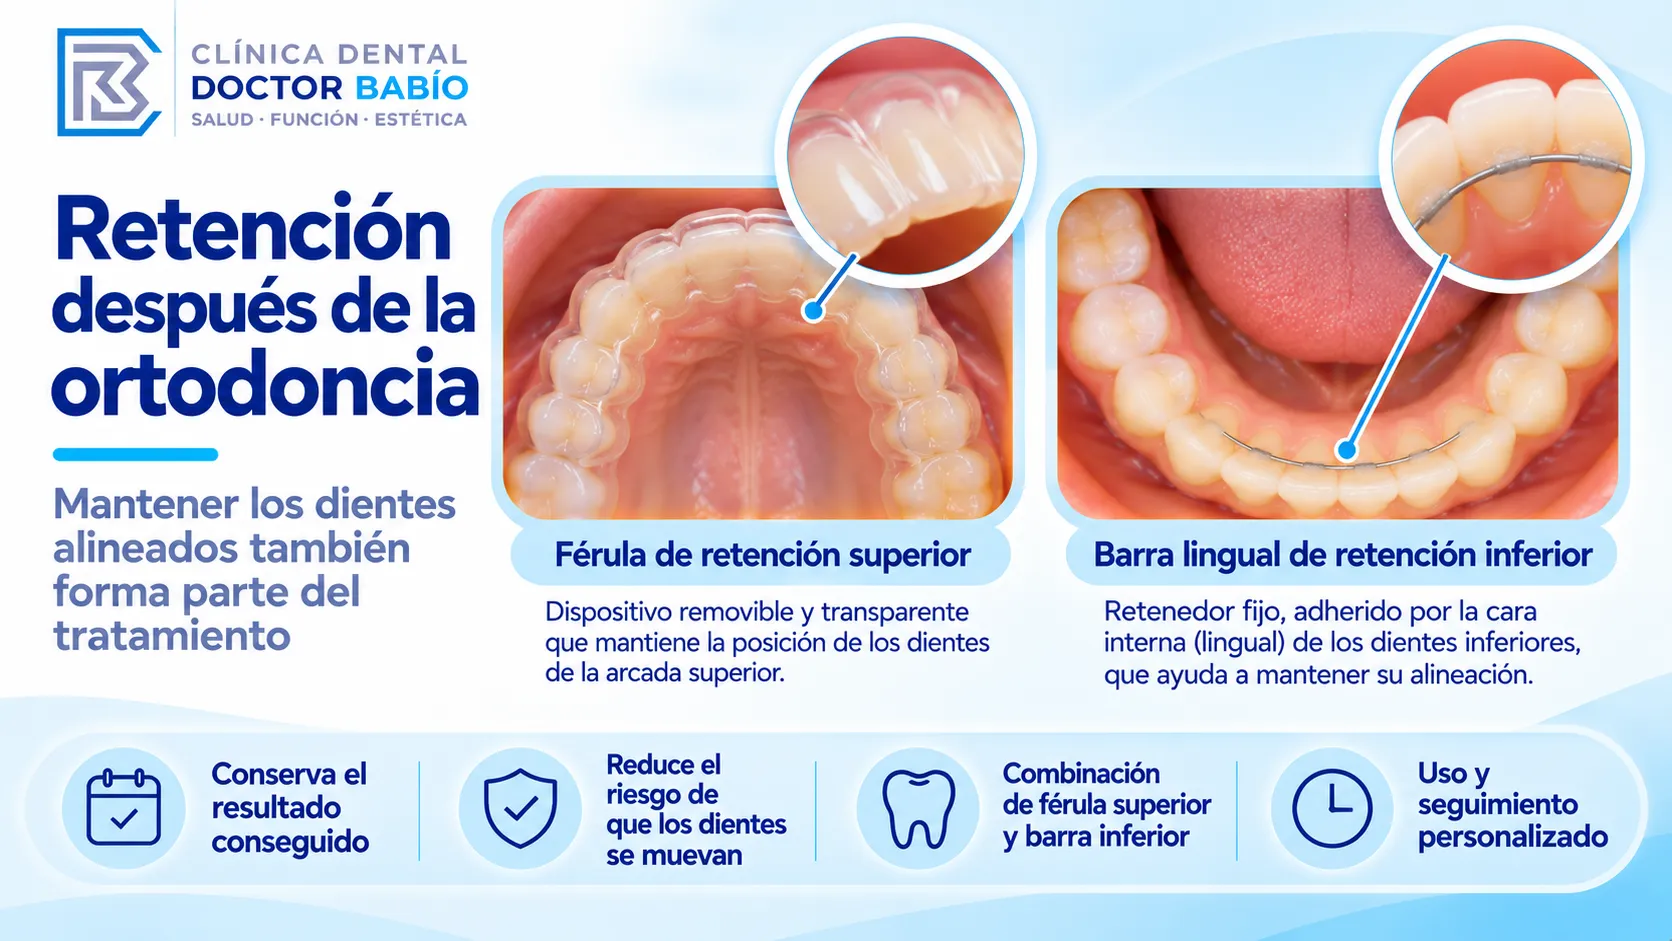 CLÍNICA DENTAL
DOCTOR BABÍO
SALUD · FUNCIÓN · ESTÉTICA
Retención
después de la
ortodoncia
Mantener los dientes
alineados también
forma parte del
tratamiento
Férula de retención superior
Dispositivo removible y transparente
que mantiene la posición de los dientes
de la arcada superior.
Barra lingual de retención inferior
Retenedor fijo, adherido por la cara
interna (lingual) de los dientes inferiores,
que ayuda a mantener su alineación.
Conserva el
resultado
conseguido
Reduce el
riesgo de
que los dientes
se muevan
Combinación
de férula superior
y barra inferior
Uso y
seguimiento
personalizado